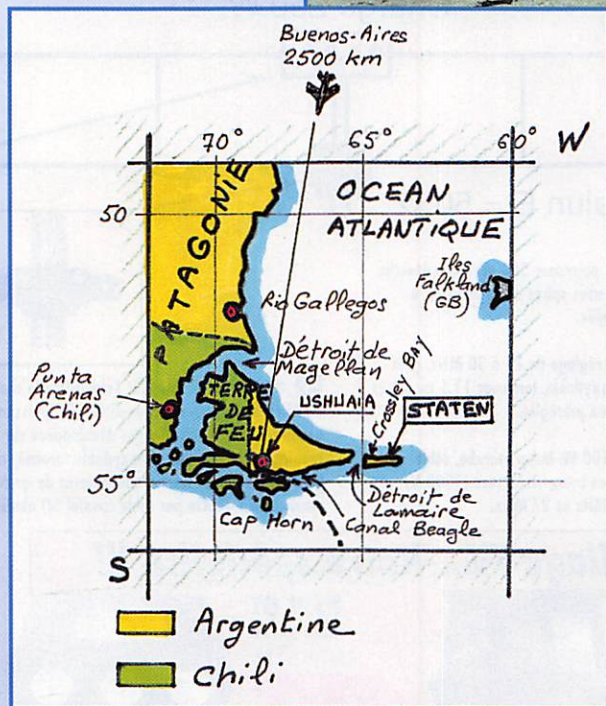 Buenos-Aires
2500 km
70° 65° 60° W
50
OCEAN
ATLANTIQUE
PATAGONIE
Iles
Falkland
(GB)
Rio Gallegos
Détroit de
Magellan
Punta
Arenas
(Chili)
TERRE
DE
FEU
USHUAIA
Crossley BAY
STATEN
55°
Détroit de
Lemaire
Cap Horn
Canal Beagle
S
Argentine
Chili